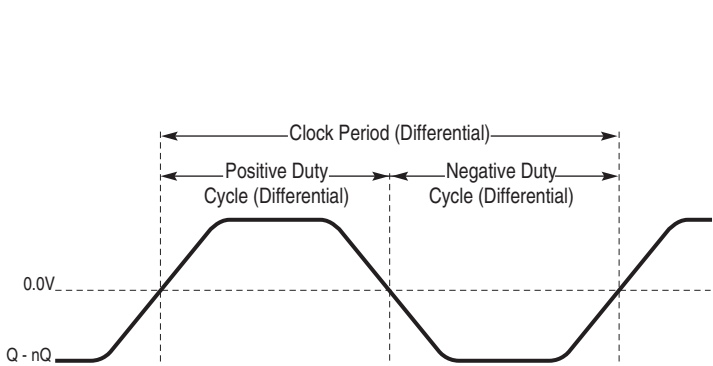 Clock Period (Differential)
Positive Duty
Cycle (Differential)
Negative Duty
Cycle (Differential)
0.0V
Q - nQ